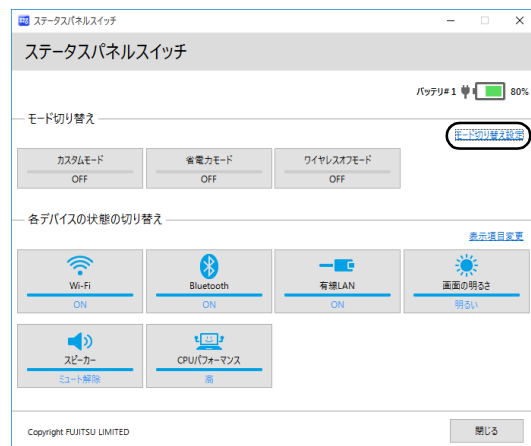 ステータスパネルスイッチ
ステータスパネルスイッチ
バッテリ#1 80%
モード切り替え
モード切り替え設定
カスタムモード 省電力モード ワイヤレスオフモード
OFF OFF OFF
各デバイスの状態の切り替え
表示項目変更
Wi-Fi Bluetooth 有線LAN 画面の明るさ
ON ON ON 明るい
スピーカー CPUパフォーマンス
ミュート解除 高
Copyright FUJITSU LIMITED 閉じる